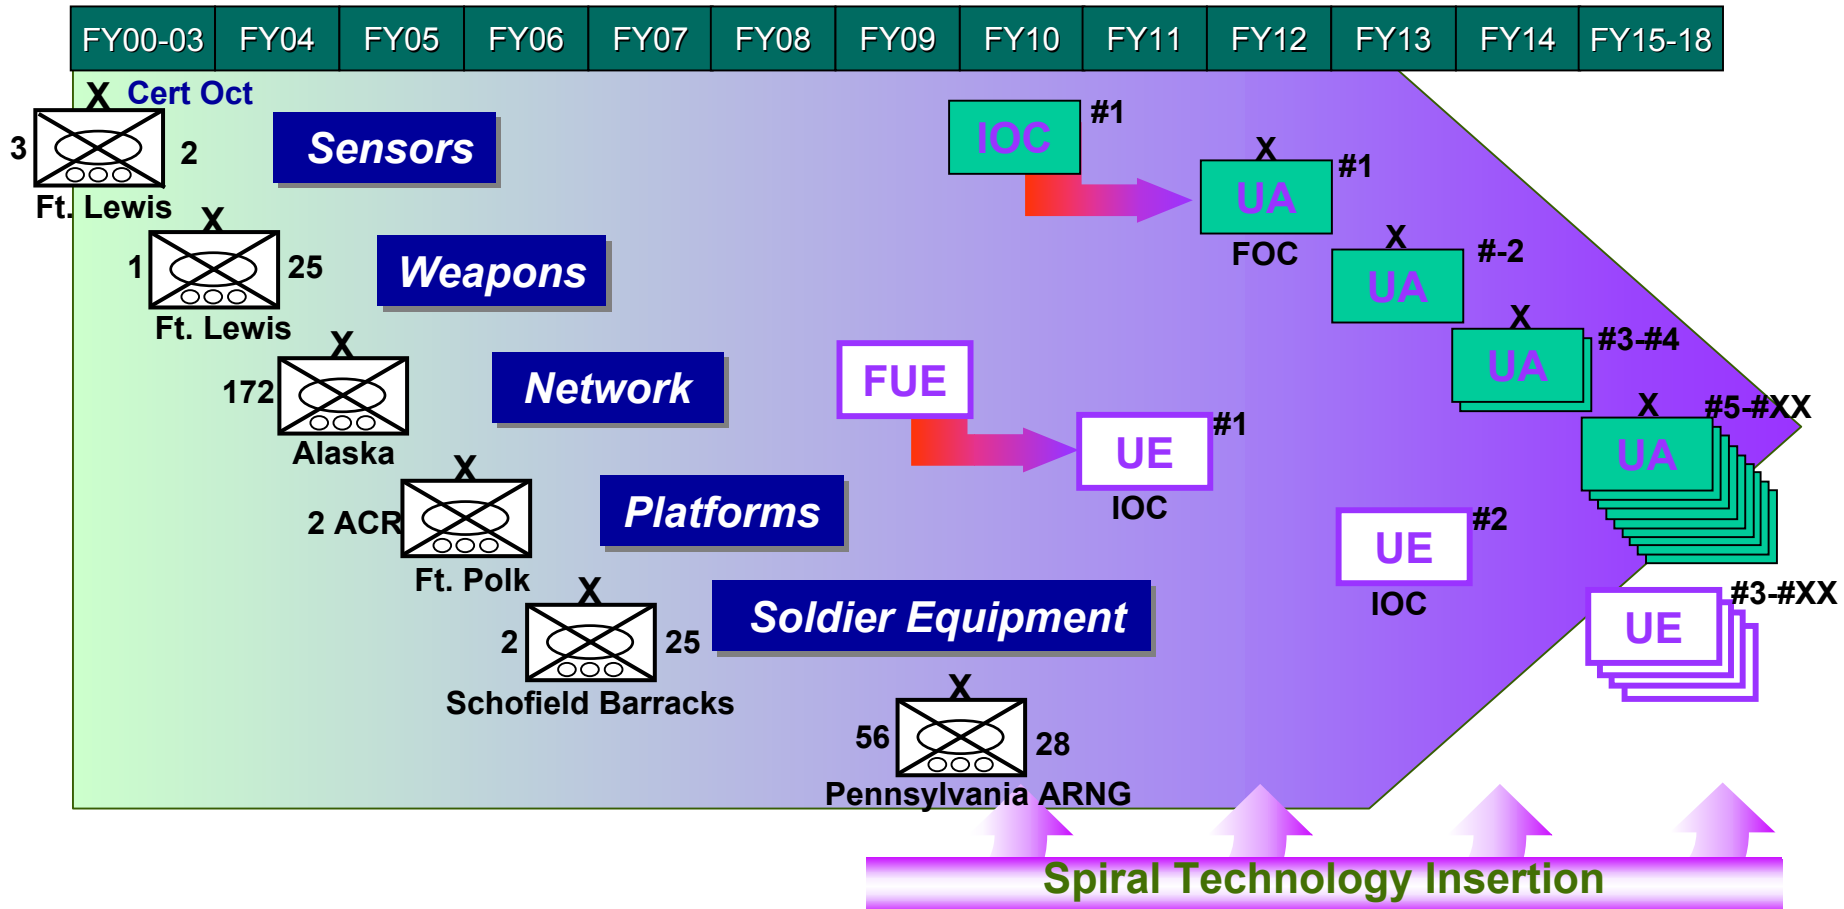 FY00-03 FY04 FY05 FY06 FY07 FY08 FY09 FY10 FY11 FY12 FY13 FY14 FY15-18
X Cert Oct
3 2
Ft. Lewis
Sensors
IOC #1
X
UA #1
FOC
X
1 25
Ft. Lewis
Weapons
X
UA #-2
X
172
Alaska
Network
FUE
UE #1
IOC
X
UA #3-#4
X
2 ACR
Ft. Polk
Platforms
X
UA #5-#XX
UE #2
IOC
X
2 25
Schofield Barracks
Soldier Equipment
UE #3-#XX
X
56 28
Pennsylvania ARNG
Spiral Technology Insertion